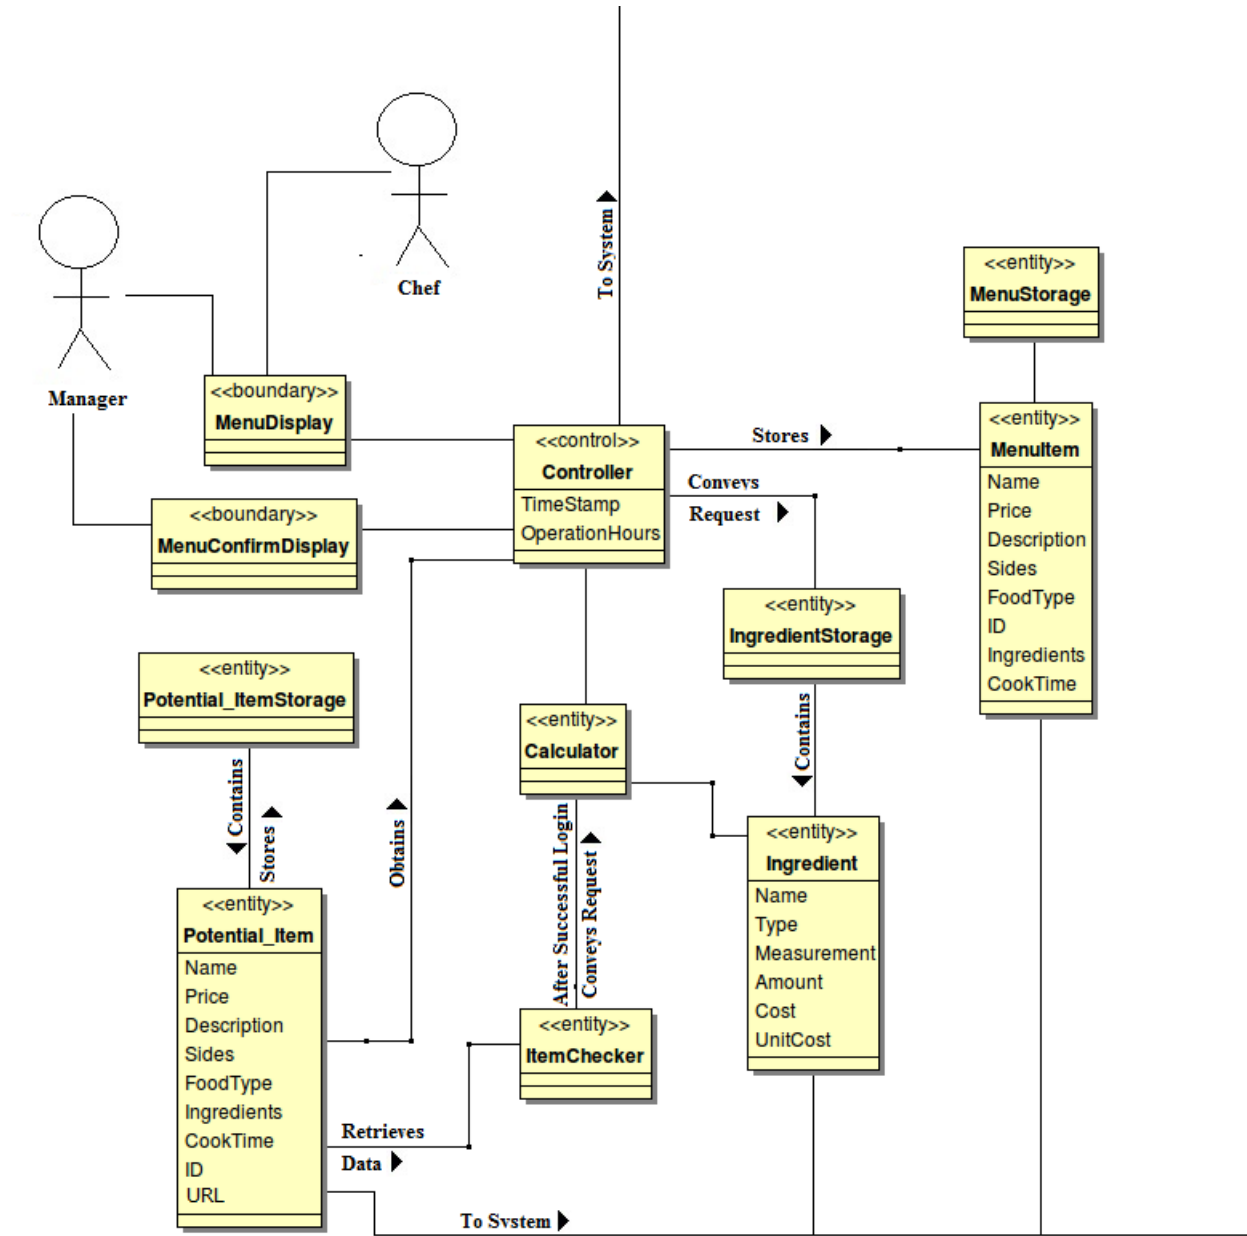 To System
Chef
Manager
<<entity>>
MenuStorage
<<boundary>>
MenuDisplay
<<control>>
Controller
TimeStamp
OperationHours
Stores
<<entity>>
MenuItem
Name
Price
Description
Sides
FoodType
ID
Ingredients
CookTime
Conveys
Request
<<boundary>>
MenuConfirmDisplay
<<entity>>
IngredientStorage
<<entity>>
Potential_ItemStorage
Contains
Stores
Obtains
<<entity>>
Calculator
Contains
After Successful Login
Conveys Request
<<entity>>
Ingredient
Name
Type
Measurement
Amount
Cost
UnitCost
<<entity>>
Potential_Item
Name
Price
Description
Sides
FoodType
Ingredients
CookTime
ID
URL
<<entity>>
ItemChecker
Retrieves
Data
To System